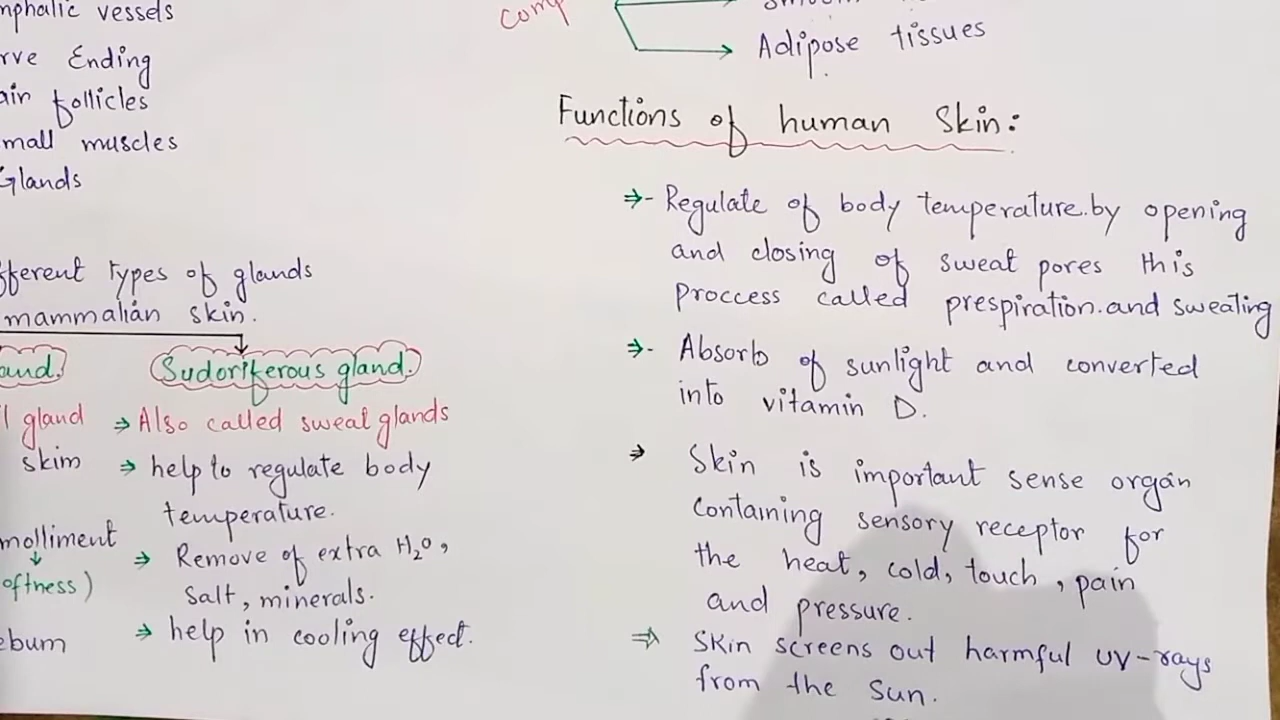 mphalic vessels
rve Ending
air follicles
mall muscles
Glands
fferent types of glands
mammalian skin.
and.
l gland
skim
molliment
oftness)
ebum
Sudoriferous gland.
⇒ Also called sweat glands
⇒ help to regulate body
temperature.
⇒ Remove of extra H₂O,
salt, minerals.
⇒ help in cooling effect.
comp
Adipose tissues
Functions of human Skin:
⇒- Regulate of body temperature.by opening
and closing of sweat pores this
proccess called prespiration.and sweating
⇒- Absorb of sunlight and converted
into vitamin D.
⇒ Skin is important sense organ
containing sensory receptor for
the heat, cold, touch, pain
and pressure.
⇒ Skin screens out harmful UV-rays
from the sun.